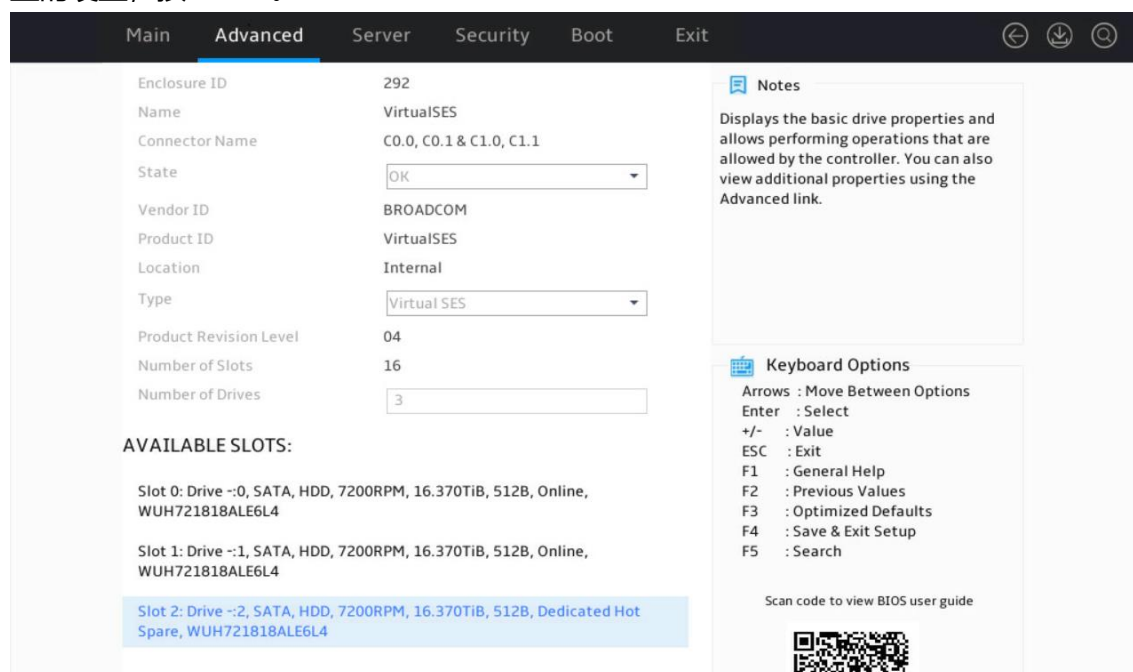 Main Advanced Server Security Boot Exit
Enclosure ID 292
Name VirtualSES
Connector Name C0.0, C0.1 & C1.0, C1.1
State OK
Vendor ID BROADCOM
Product ID VirtualSES
Location Internal
Type Virtual SES
Product Revision Level 04
Number of Slots 16
Number of Drives 3
AVAILABLE SLOTS:
Slot 0: Drive -:0, SATA, HDD, 7200RPM, 16.370TiB, 512B, Online,
WUH721818ALE6L4
Slot 1: Drive -:1, SATA, HDD, 7200RPM, 16.370TiB, 512B, Online,
WUH721818ALE6L4
Slot 2: Drive -:2, SATA, HDD, 7200RPM, 16.370TiB, 512B, Dedicated Hot
Spare, WUH721818ALE6L4
Notes
Displays the basic drive properties and
allows performing operations that are
allowed by the controller. You can also
view additional properties using the
Advanced link.
Keyboard Options
Arrows : Move Between Options
Enter : Select
+/- : Value
ESC : Exit
F1 : General Help
F2 : Previous Values
F3 : Optimized Defaults
F4 : Save & Exit Setup
F5 : Search
Scan code to view BIOS user guide